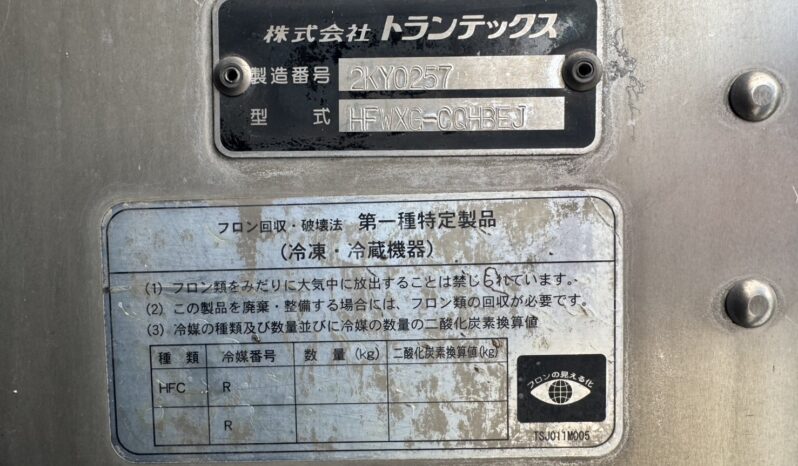 株式会社 トランテックス
製造番号 2KY0257
型式 HFWXG-CQHBEJ
フロン回収・破壊法 第一種特定製品
(冷凍・冷蔵機器)
(1) フロン類をみだりに大気中に放出することは禁じられています。
(2) この製品を廃棄・整備する場合には、フロン類の回収が必要です。
(3) 冷媒の種類及び数量並びに冷媒の数量の二酸化炭素換算値
種類 冷媒番号 数量(kg) 二酸化炭素換算値(kg)
HFC R
R
フロンの見える化
TSJ011M005